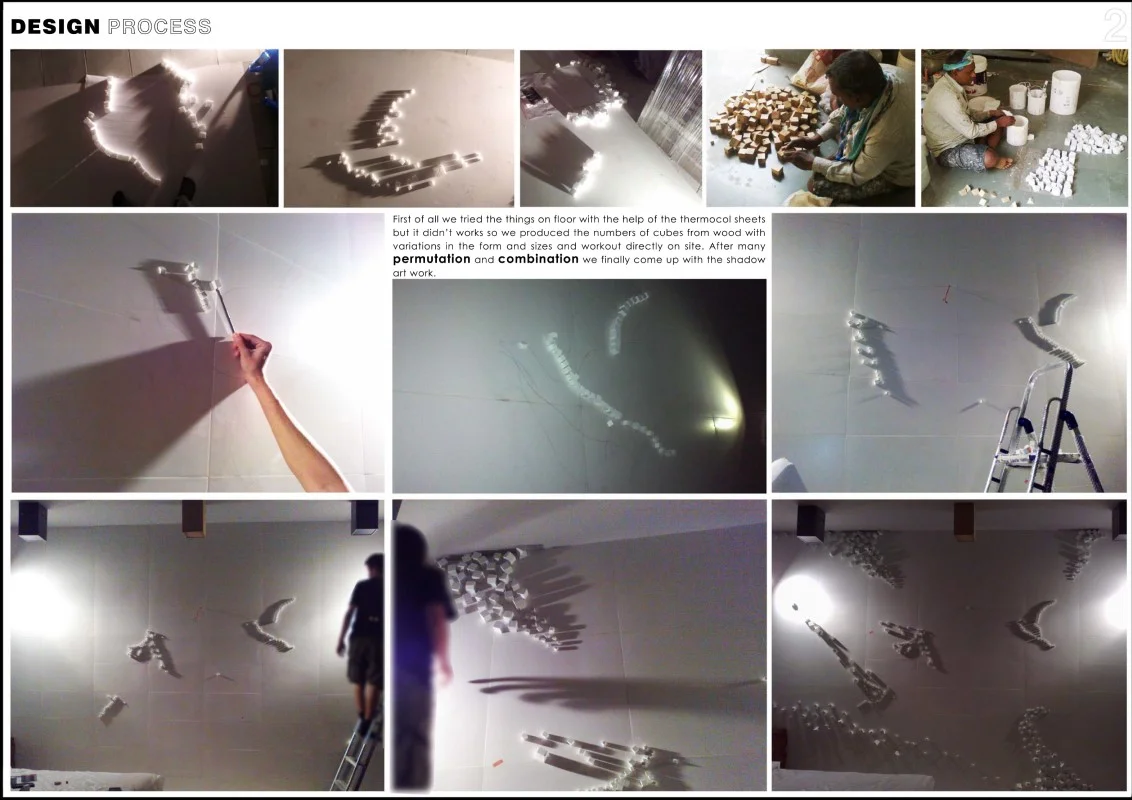 DESIGN PROCESS
2
First of all we tried the things on floor with the help of the thermocol sheets
but it didn't works so we produced the numbers of cubes from wood with
variations in the form and sizes and workout directly on site. After many
permutation and combination we finally come up with the shadow
art work.